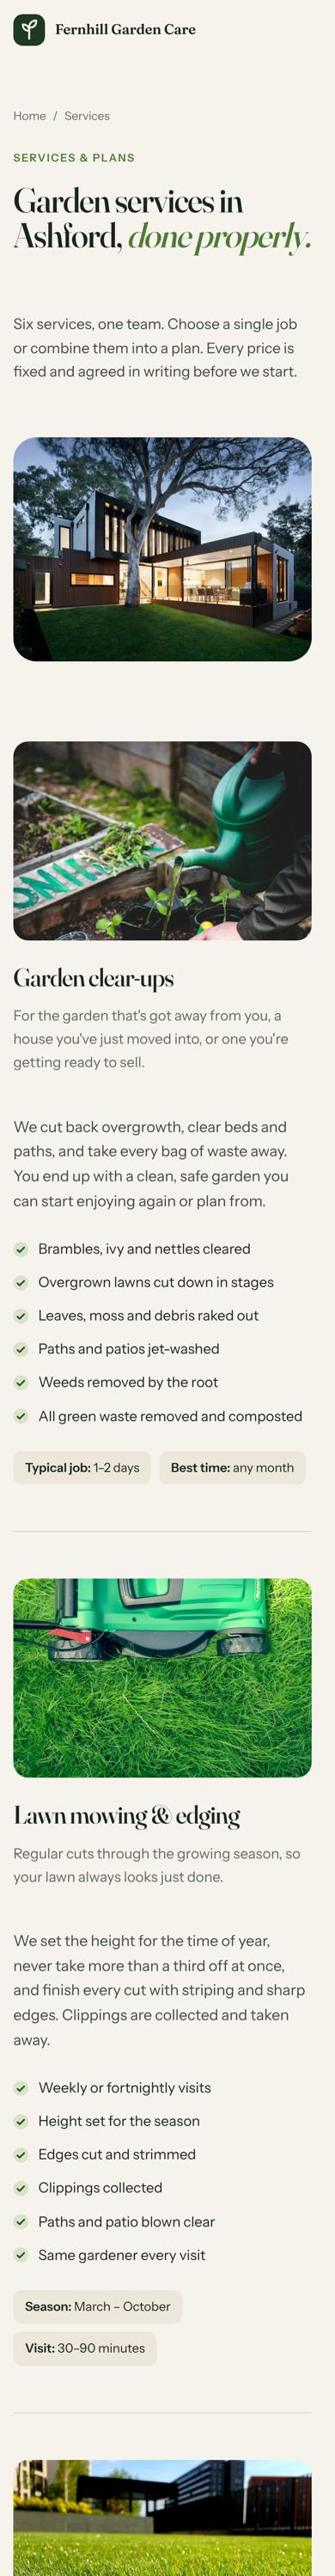 Fernhill Garden Care
Home / Services
SERVICES & PLANS
Garden services in
Ashford, done properly.
Six services, one team. Choose a single job
or combine them into a plan. Every price is
fixed and agreed in writing before we start.
Garden clear-ups
For the garden that's got away from you, a
house you've just moved into, or one you're
getting ready to sell.
We cut back overgrowth, clear beds and
paths, and take every bag of waste away.
You end up with a clean, safe garden you
can start enjoying again or plan from.
Brambles, ivy and nettles cleared
Overgrown lawns cut down in stages
Leaves, moss and debris raked out
Paths and patios jet-washed
Weeds removed by the root
All green waste removed and composted
Typical job: 1–2 days
Best time: any month
Lawn mowing & edging
Regular cuts through the growing season, so
your lawn always looks just done.
We set the height for the time of year,
never take more than a third off at once,
and finish every cut with striping and sharp
edges. Clippings are collected and taken
away.
Weekly or fortnightly visits
Height set for the season
Edges cut and strimmed
Clippings collected
Paths and patio blown clear
Same gardener every visit
Season: March – October
Visit: 30–90 minutes